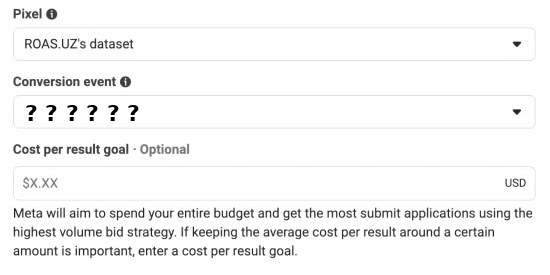 Pixel
ROAS.UZ's dataset
Conversion event
? ? ? ? ? ?
Cost per result goal · Optional
$X.XX USD
Meta will aim to spend your entire budget and get the most submit applications using the
highest volume bid strategy. If keeping the average cost per result around a certain
amount is important, enter a cost per result goal.